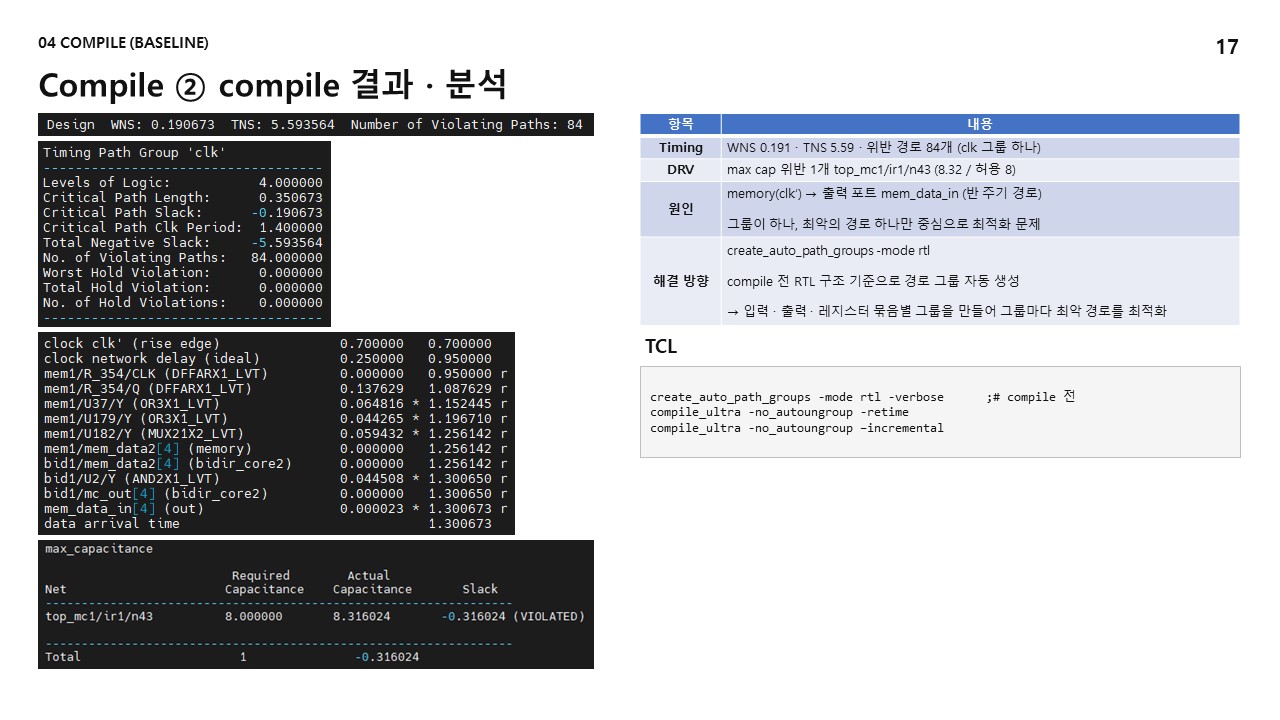 04 COMPILE (BASELINE)
17
Compile ② compile 결과 · 분석
Design  WNS: 0.190673  TNS: 5.593564  Number of Violating Paths: 84
Timing Path Group 'clk'
-----------------------------------
Levels of Logic: 4.000000
Critical Path Length: 0.350673
Critical Path Slack: -0.190673
Critical Path Clk Period: 1.400000
Total Negative Slack: -5.593564
No. of Violating Paths: 84.000000
Worst Hold Violation: 0.000000
Total Hold Violation: 0.000000
No. of Hold Violations: 0.000000
-----------------------------------
clock clk' (rise edge) 0.700000 0.700000
clock network delay (ideal) 0.250000 0.950000
mem1/R_354/CLK (DFFARX1_LVT) 0.000000 0.950000 r
mem1/R_354/Q (DFFARX1_LVT) 0.137629 1.087629 r
mem1/U37/Y (OR3X1_LVT) 0.064816 * 1.152445 r
mem1/U179/Y (OR3X1_LVT) 0.044265 * 1.196710 r
mem1/U182/Y (MUX21X2_LVT) 0.059432 * 1.256142 r
mem1/mem_data2[4] (memory) 0.000000 1.256142 r
bid1/mem_data2[4] (bidir_core2) 0.000000 1.256142 r
bid1/U2/Y (AND2X1_LVT) 0.044508 * 1.300650 r
bid1/mc_out[4] (bidir_core2) 0.000000 1.300650 r
mem_data_in[4] (out) 0.000023 * 1.300673 r
data arrival time 1.300673
max_capacitance
Required Actual
Net Capacitance Capacitance Slack
-----------------------------------------------------------------
top_mc1/ir1/n43 8.000000 8.316024 -0.316024 (VIOLATED)
-----------------------------------------------------------------
Total 1 -0.316024
항목 내용
Timing WNS 0.191 · TNS 5.59 · 위반 경로 84개 (clk 그룹 하나)
DRV max cap 위반 1개 top_mc1/ir1/n43 (8.32 / 허용 8)
원인 memory(clk') → 출력 포트 mem_data_in (반 주기 경로)
그룹이 하나, 최악의 경로 하나만 중심으로 최적화 문제
해결 방향 create_auto_path_groups -mode rtl
compile 전 RTL 구조 기준으로 경로 그룹 자동 생성
→ 입력 · 출력 · 레지스터 묶음별 그룹을 만들어 그룹마다 최악 경로를 최적화
TCL
create_auto_path_groups -mode rtl -verbose ;# compile 전
compile_ultra -no_autoungroup -retime
compile_ultra -no_autoungroup –incremental